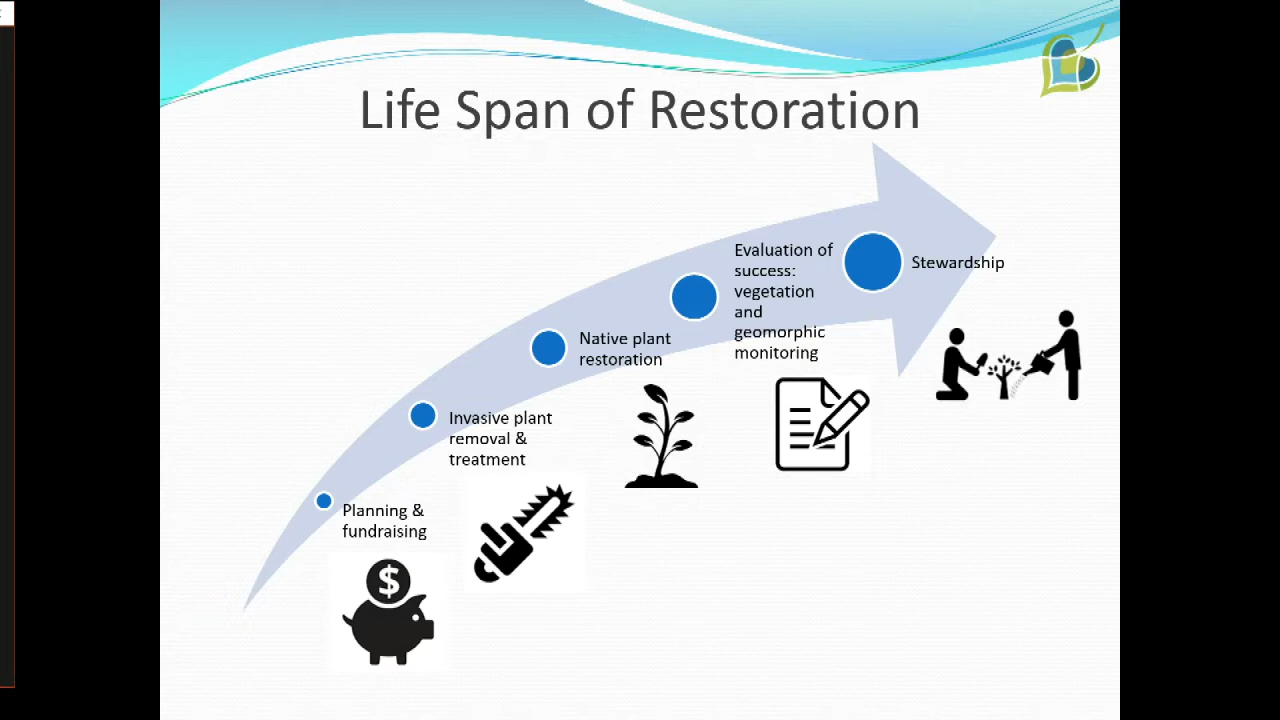 Life Span of Restoration
Evaluation of
success:
vegetation
and
geomorphic
monitoring
Stewardship
Native plant
restoration
Invasive plant
removal &
treatment
Planning &
fundraising
$